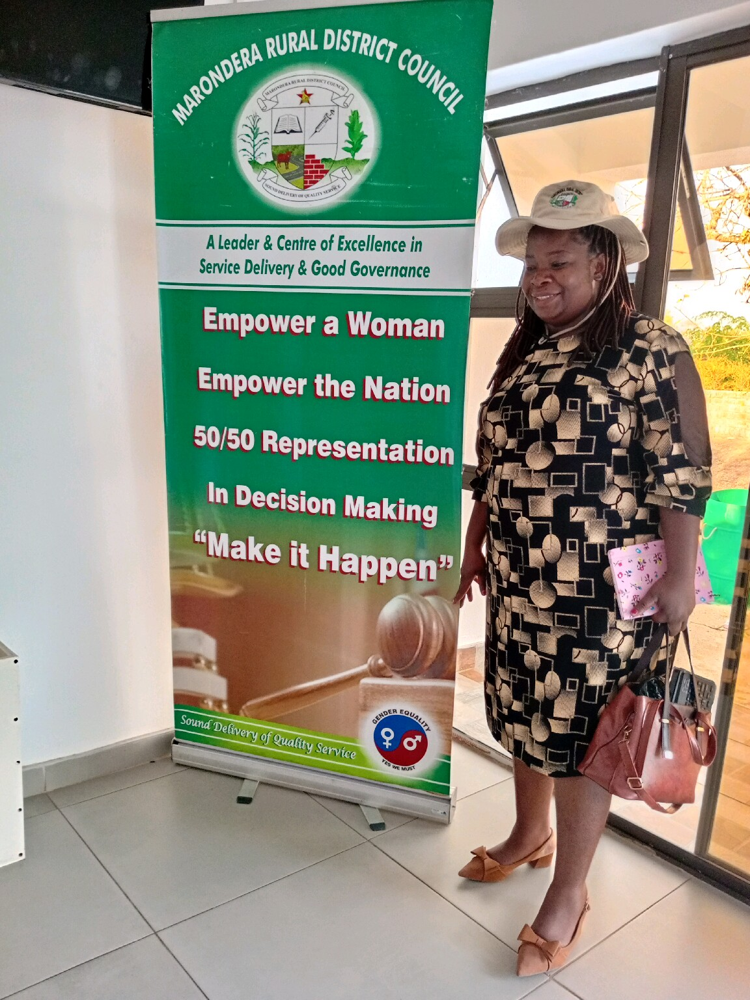 MARONDERA RURAL DISTRICT COUNCIL
MARONDERA RURAL DISTRICT COUNCIL
SOUND DELIVERY OF QUALITY SERVICE
A Leader & Centre of Excellence in
Service Delivery & Good Governance
Empower a Woman
Empower the Nation
50/50 Representation
In Decision Making
“Make it Happen”
Sound Delivery of Quality Service
GENDER EQUALITY
YES WE MUST